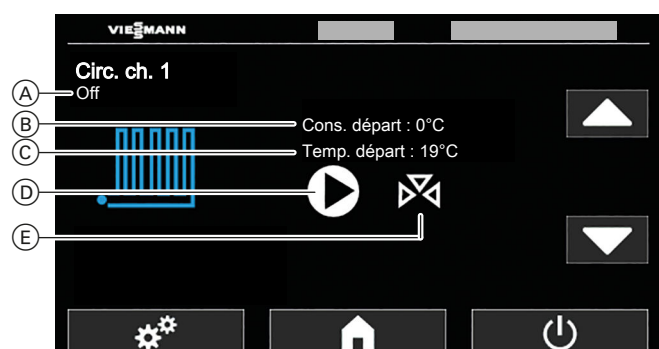 VIESMANN
Circ. ch. 1
A
Off
B
Cons. départ : 0°C
C
Temp. départ : 19°C
D
E